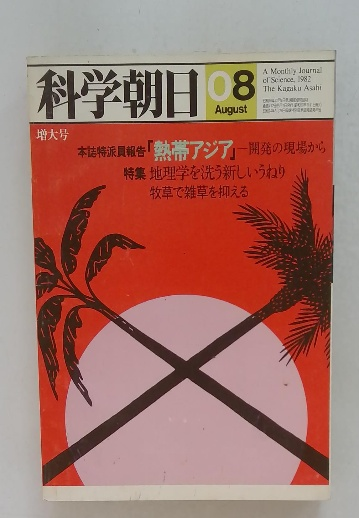 科学朝日
08
August
A Monthly Journal
of Science, 1982
The Kagaku Asahi
増大号
本誌特派員報告『熱帯アジア』—開発の現場から
特集 地理学を洗う新しいうねり
牧草で雑草を抑える